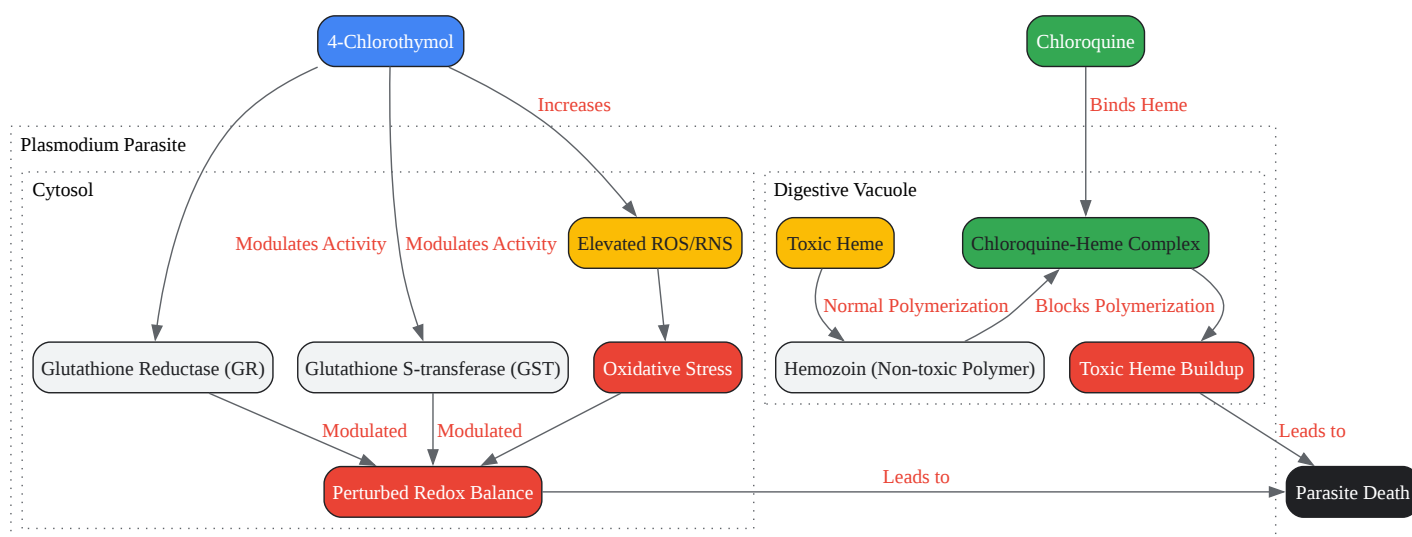 4-Chlorothymol
Chloroquine
Increases
Binds Heme
Plasmodium Parasite
Cytosol
Digestive Vacuole
Modulates Activity
Modulates Activity
Elevated ROS/RNS
Toxic Heme
Chloroquine-Heme Complex
Normal Polymerization
Blocks Polymerization
Glutathione Reductase (GR)
Glutathione S-transferase (GST)
Oxidative Stress
Hemozoin (Non-toxic Polymer)
Toxic Heme Buildup
Modulated
Modulated
Leads to
Leads to
Perturbed Redox Balance
Parasite Death